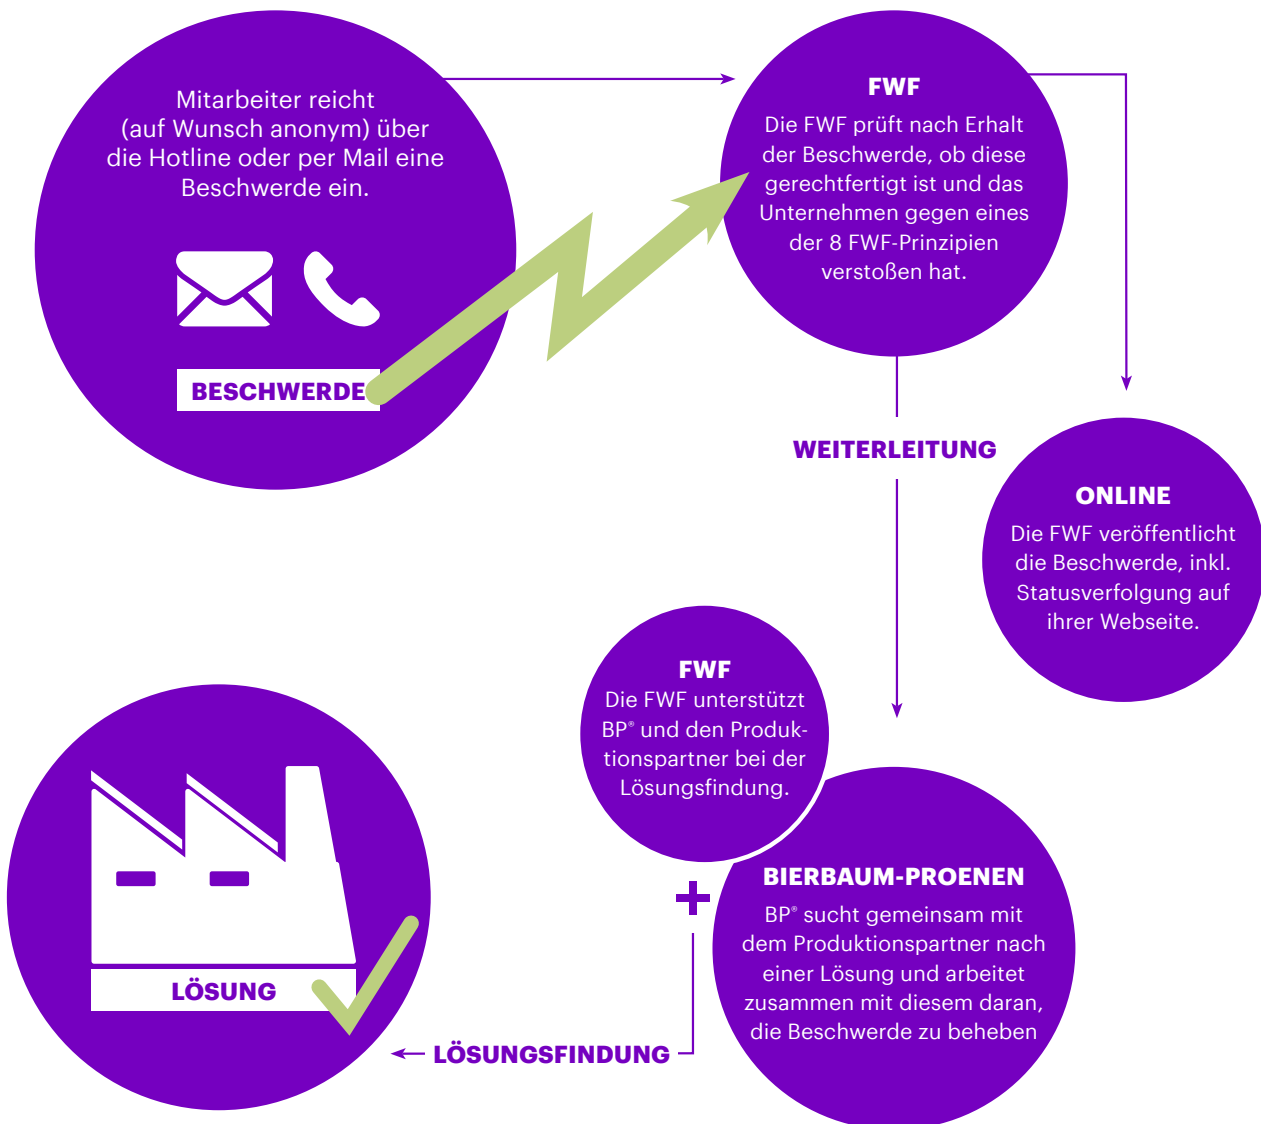 Mitarbeiter reicht
(auf Wunsch anonym) über
die Hotline oder per Mail eine
Beschwerde ein.
BESCHWERDE
FWF
Die FWF prüft nach Erhalt
der Beschwerde, ob diese
gerechtfertigt ist und das
Unternehmen gegen eines
der 8 FWF-Prinzipien
verstoßen hat.
WEITERLEITUNG
ONLINE
Die FWF veröffentlicht
die Beschwerde, inkl.
Statusverfolgung auf
ihrer Webseite.
FWF
Die FWF unterstützt
BP® und den Produk-
tionspartner bei der
Lösungsfindung.
+
BIERBAUM-PROENEN
BP® sucht gemeinsam mit
dem Produktionspartner nach
einer Lösung und arbeitet
zusammen mit diesem daran,
die Beschwerde zu beheben
LÖSUNGSFINDUNG
LÖSUNG